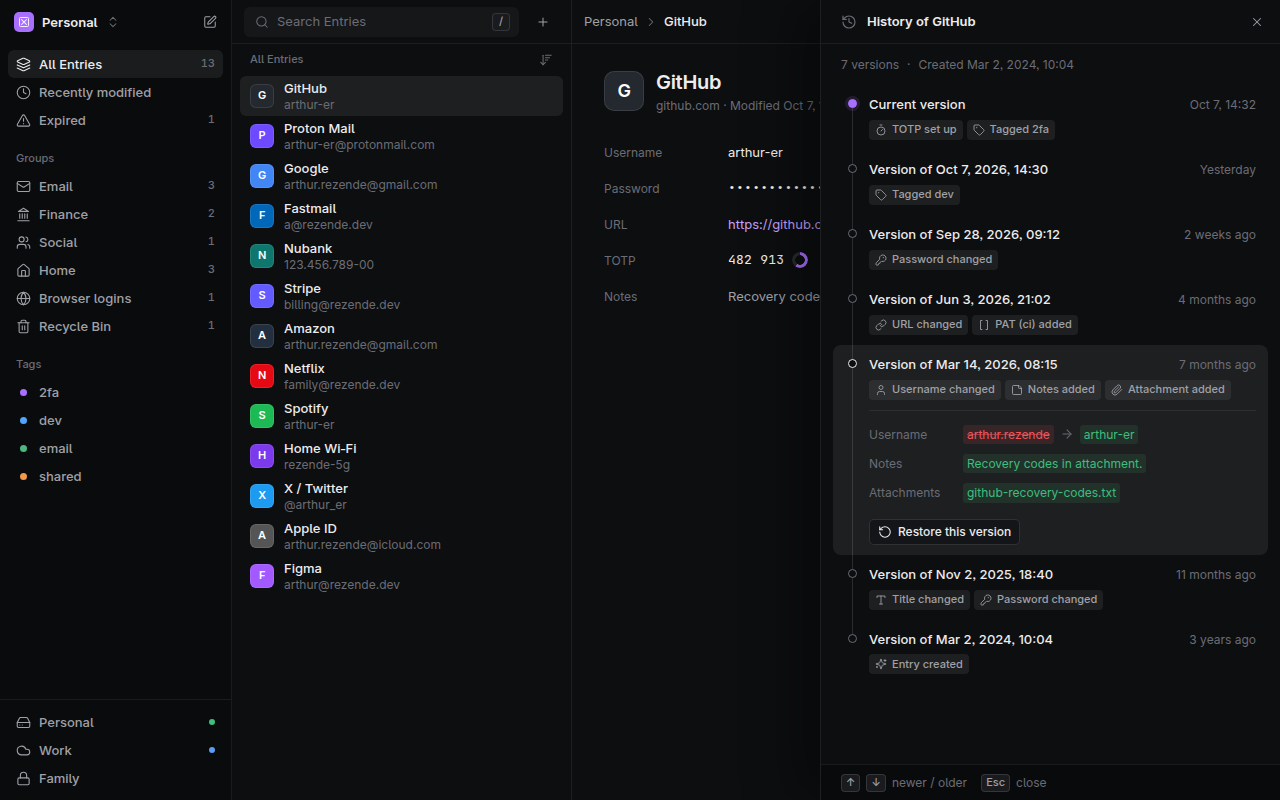 Personal
All Entries 13
Recently modified
Expired 1
Groups
Email 3
Finance 2
Social 1
Home 3
Browser logins 1
Recycle Bin 1
Tags
2fa
dev
email
shared
Personal
Work
Family
Search Entries /
All Entries
G GitHub
arthur-er
P Proton Mail
arthur-er@protonmail.com
G Google
arthur.rezende@gmail.com
F Fastmail
a@rezende.dev
N Nubank
123.456.789-00
S Stripe
billing@rezende.dev
A Amazon
arthur.rezende@gmail.com
N Netflix
family@rezende.dev
S Spotify
arthur-er
H Home Wi-Fi
rezende-5g
X X / Twitter
@arthur_er
A Apple ID
arthur.rezende@icloud.com
F Figma
arthur@rezende.dev
Personal > GitHub
G GitHub
github.com · Modified Oct 7,
Username arthur-er
Password ••••••••••••
URL https://github.c
TOTP 482 913
Notes Recovery code
History of GitHub
7 versions · Created Mar 2, 2024, 10:04
Current version Oct 7, 14:32
TOTP set up Tagged 2fa
Version of Oct 7, 2026, 14:30 Yesterday
Tagged dev
Version of Sep 28, 2026, 09:12 2 weeks ago
Password changed
Version of Jun 3, 2026, 21:02 4 months ago
URL changed PAT (ci) added
Version of Mar 14, 2026, 08:15 7 months ago
Username changed Notes added Attachment added
Username arthur.rezende → arthur-er
Notes Recovery codes in attachment.
Attachments github-recovery-codes.txt
Restore this version
Version of Nov 2, 2025, 18:40 11 months ago
Title changed Password changed
Version of Mar 2, 2024, 10:04 3 years ago
Entry created
↑ ↓ newer / older Esc close